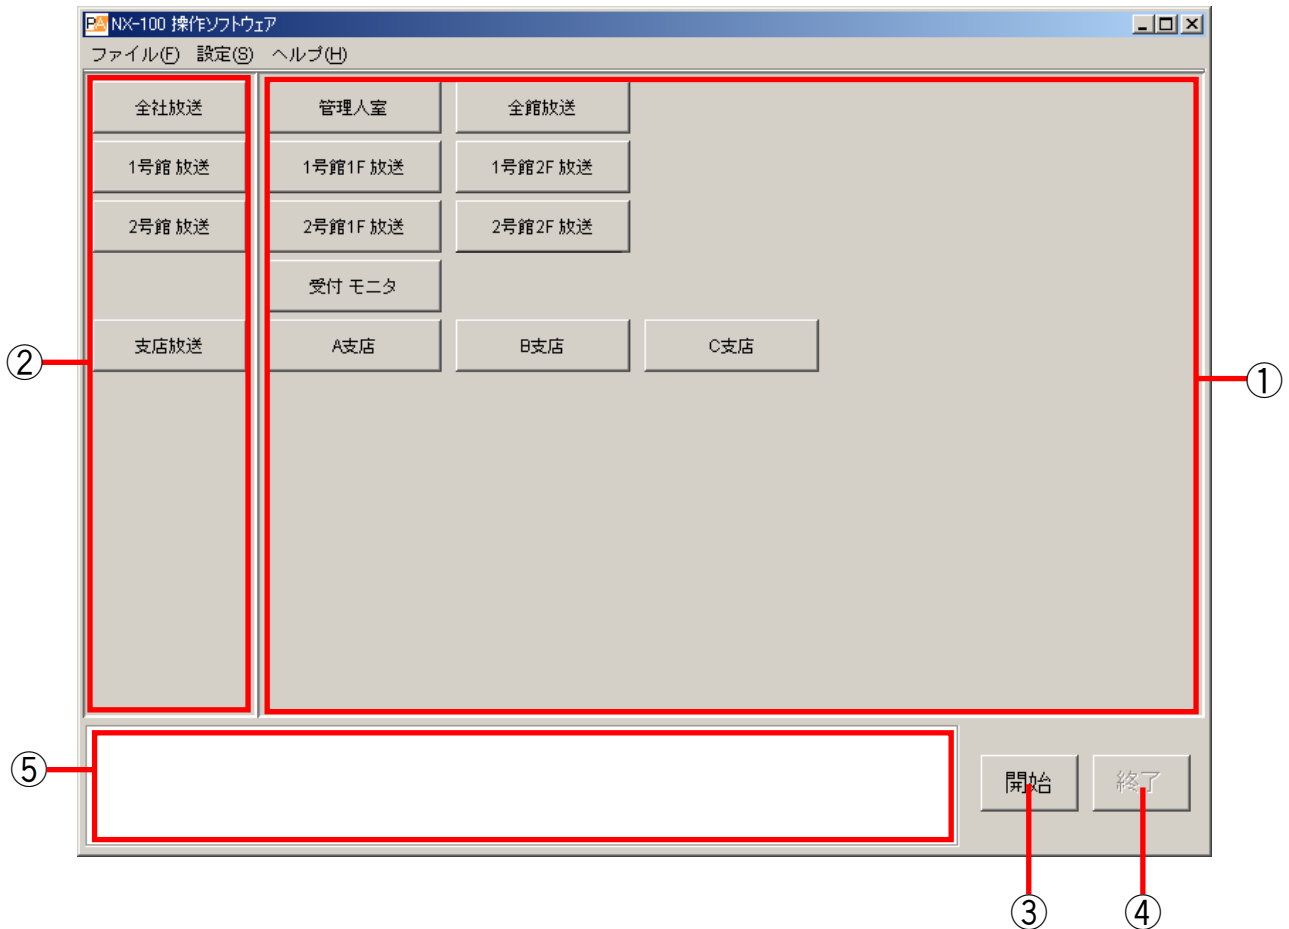 PA NX-100 操作ソフトウェア
ファイル(F) 設定(S) ヘルプ(H)
全社放送 管理人室 全館放送
1号館 放送 1号館1F 放送 1号館2F 放送
2号館 放送 2号館1F 放送 2号館2F 放送
受付 モニタ
支店放送 A支店 B支店 C支店
②
①
⑤
開始 終了
③ ④